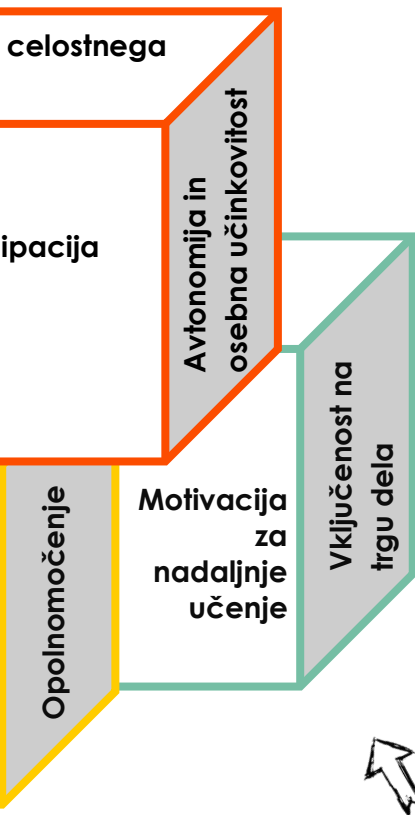 celostnega
Avtonomija in
osebna učinkovitost
ipacija
Vključenost na
trgu dela
Motivacija
za
nadaljnje
učenje
Opolnomočenje